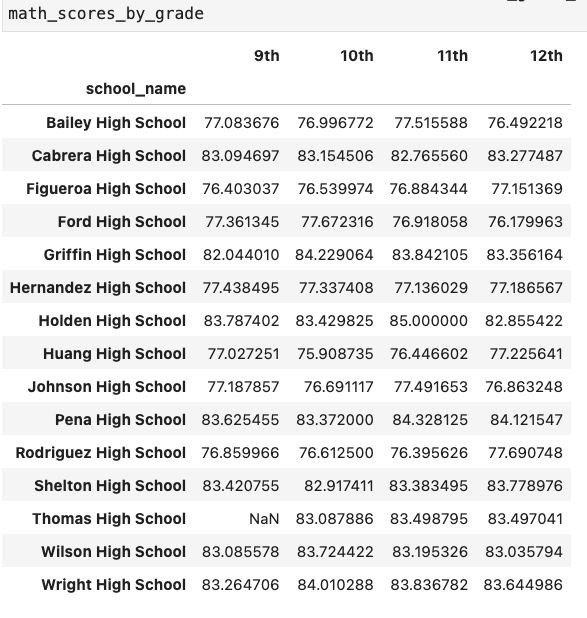 math_scores_by_grade
9th 10th 11th 12th
school_name
Bailey High School 77.083676 76.996772 77.515588 76.492218
Cabrera High School 83.094697 83.154506 82.765560 83.277487
Figueroa High School 76.403037 76.539974 76.884344 77.151369
Ford High School 77.361345 77.672316 76.918058 76.179963
Griffin High School 82.044010 84.229064 83.842105 83.356164
Hernandez High School 77.438495 77.337408 77.136029 77.186567
Holden High School 83.787402 83.429825 85.000000 82.855422
Huang High School 77.027251 75.908735 76.446602 77.225641
Johnson High School 77.187857 76.691117 77.491653 76.863248
Pena High School 83.625455 83.372000 84.328125 84.121547
Rodriguez High School 76.859966 76.612500 76.395626 77.690748
Shelton High School 83.420755 82.917411 83.383495 83.778976
Thomas High School NaN 83.087886 83.498795 83.497041
Wilson High School 83.085578 83.724422 83.195326 83.035794
Wright High School 83.264706 84.010288 83.836782 83.644986